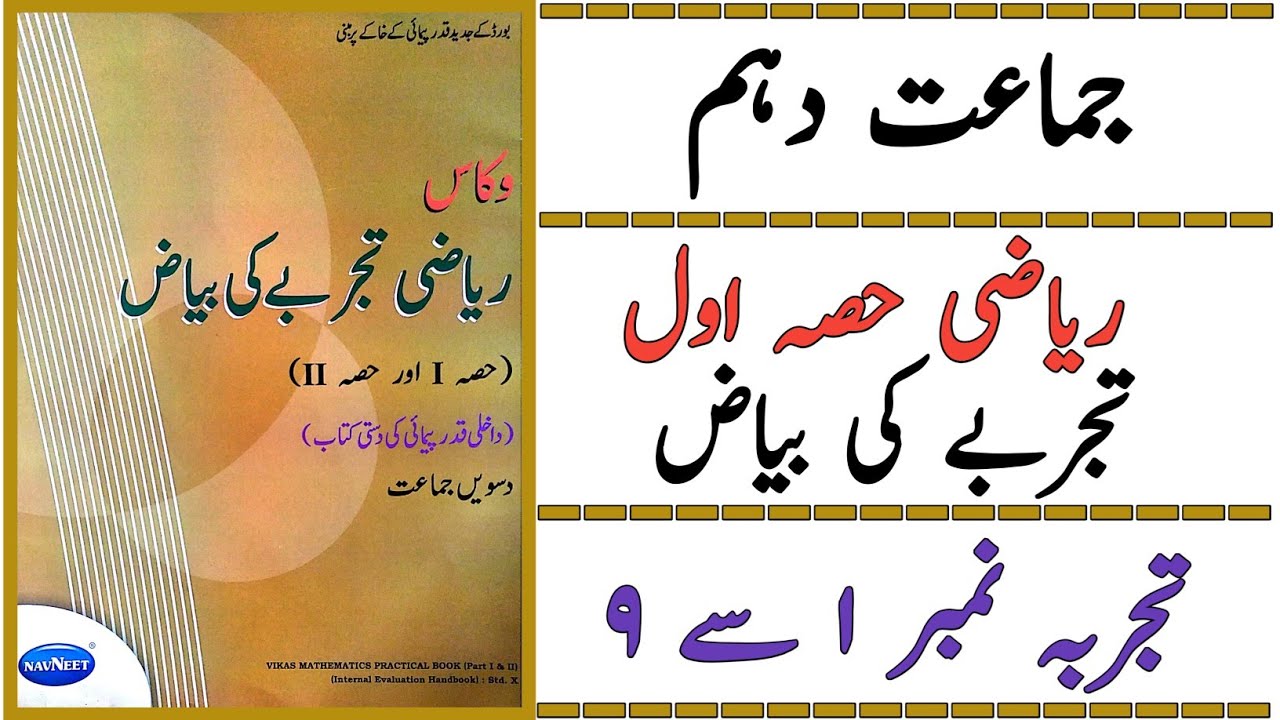 بورڈ کے جدید قدر پیمائی کے خاکے پر مبنی
وکاس
ریاضی تجربے کی بیاض
(حصہ I اور حصہ II)
(داخلی قدر پیمائی کی دستی کتاب)
دسویں جماعت
NAVNEET
VIKAS MATHEMATICS PRACTICAL BOOK (Part I & II)
(Internal Evaluation Handbook) : Std. X
جماعت دہم
ریاضی حصہ اول
تجربے کی بیاض
تجربہ نمبر ۱ سے ۹